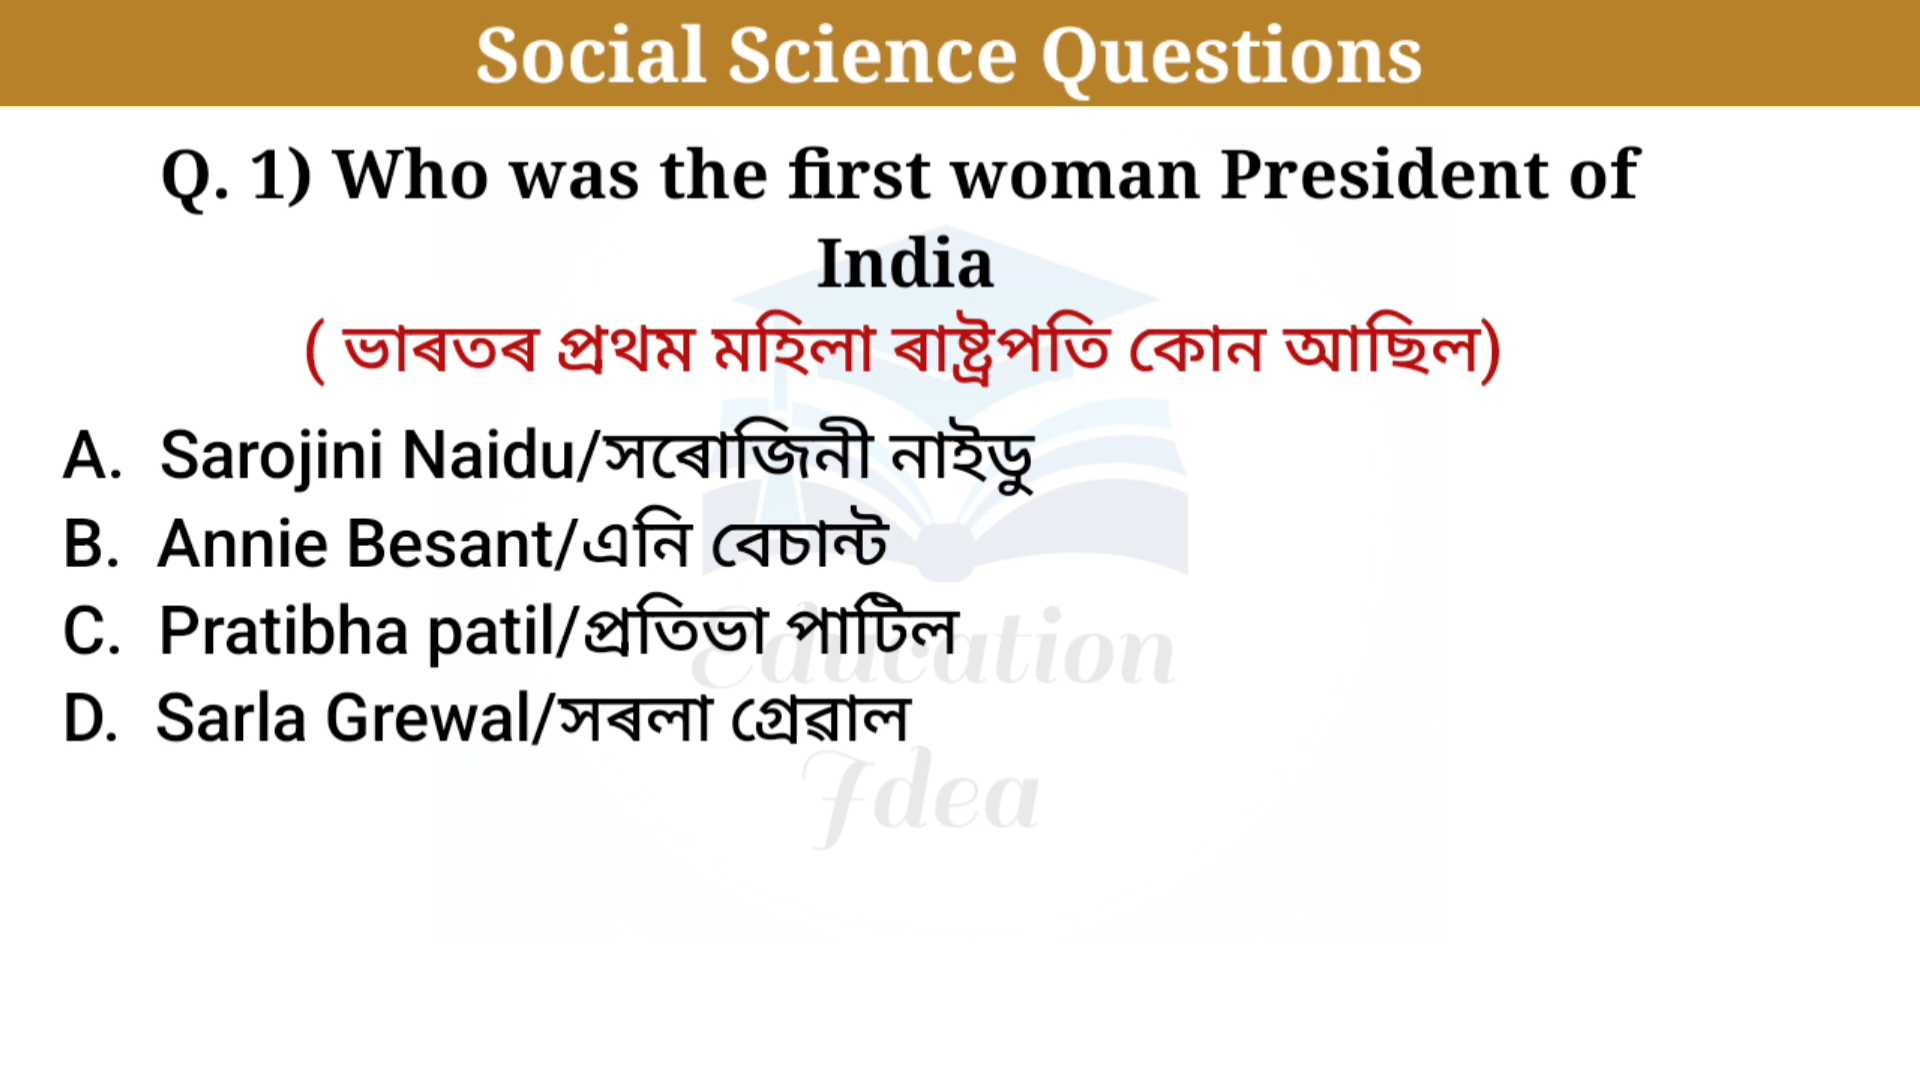 Social Science Questions
Q. 1) Who was the first woman President of
India
( ভাৰতৰ প্ৰথম মহিলা ৰাষ্ট্ৰপতি কোন আছিল)
A. Sarojini Naidu/সৰোজিনী নাইডু
B. Annie Besant/এনি বেচান্ট
C. Pratibha patil/প্ৰতিভা পাটিল
D. Sarla Grewal/সৰলা গ্ৰেৱাল
Education
Idea